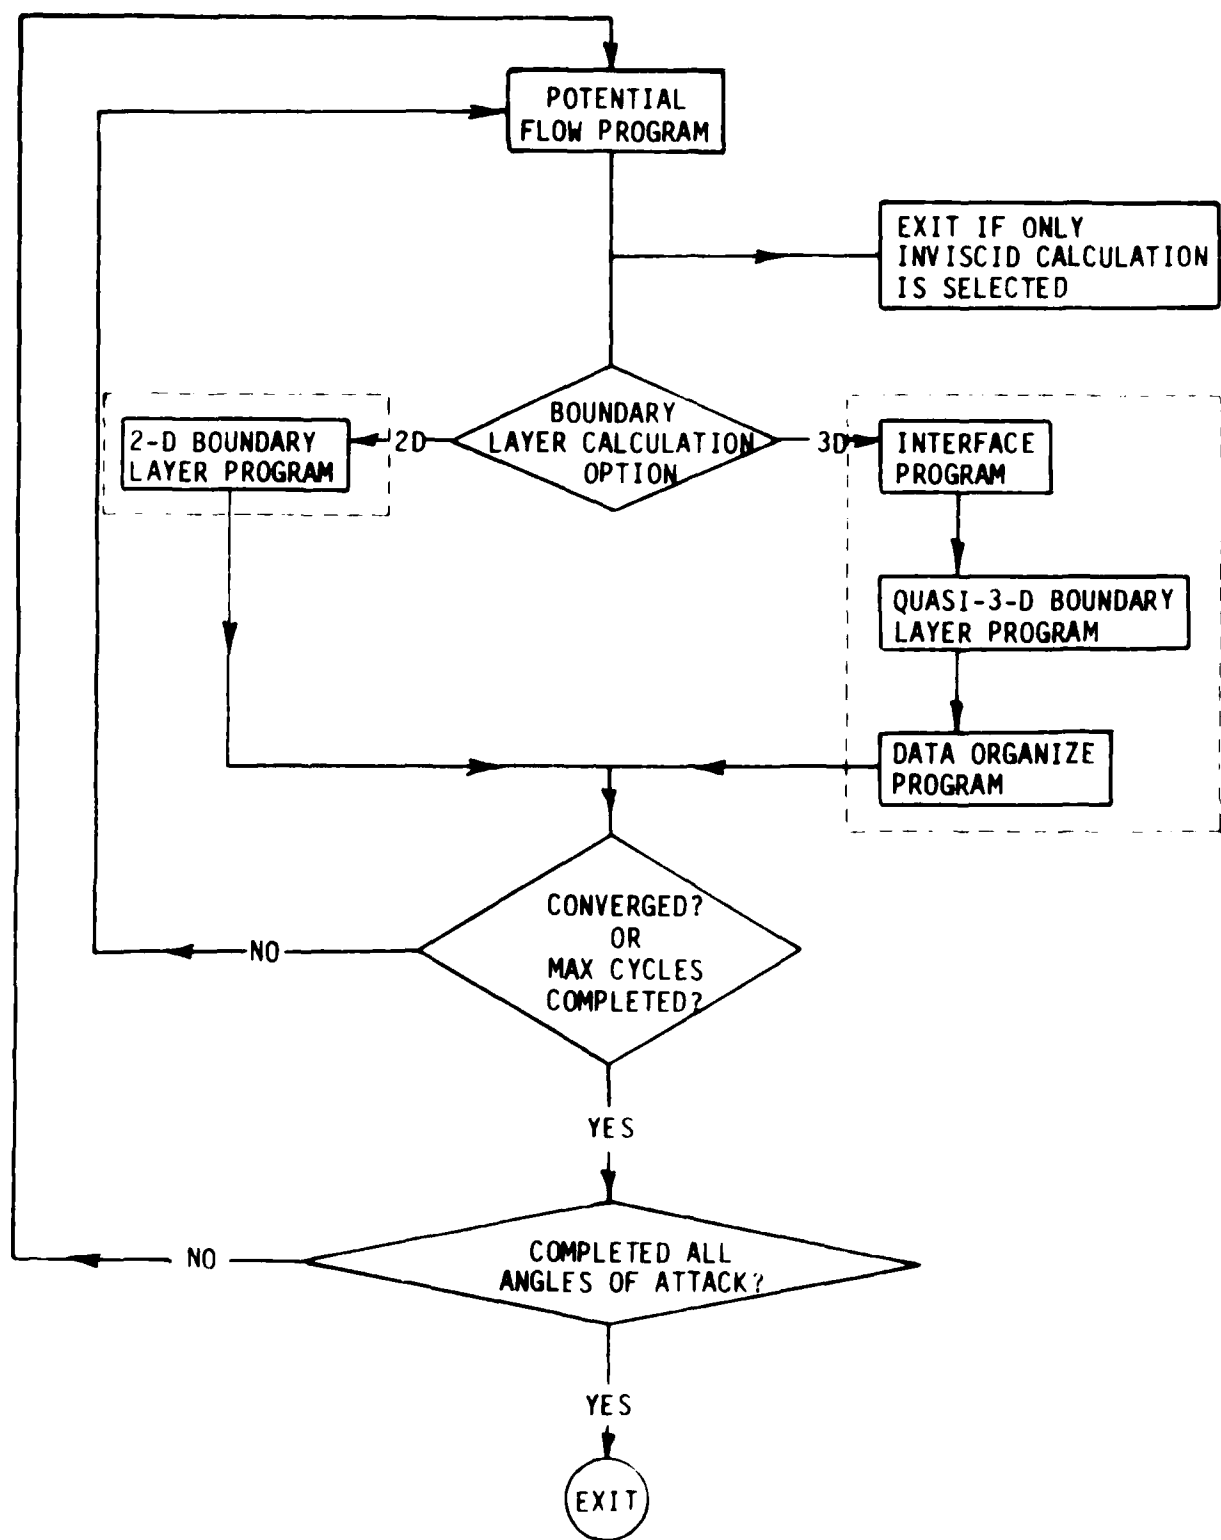 POTENTIAL
FLOW PROGRAM
EXIT IF ONLY
INVISCID CALCULATION
IS SELECTED
BOUNDARY
LAYER CALCULATION
OPTION
2D
3D
2-D BOUNDARY
LAYER PROGRAM
INTERFACE
PROGRAM
QUASI-3-D BOUNDARY
LAYER PROGRAM
DATA ORGANIZE
PROGRAM
CONVERGED?
OR
MAX CYCLES
COMPLETED?
NO
YES
COMPLETED ALL
ANGLES OF ATTACK?
NO
YES
EXIT